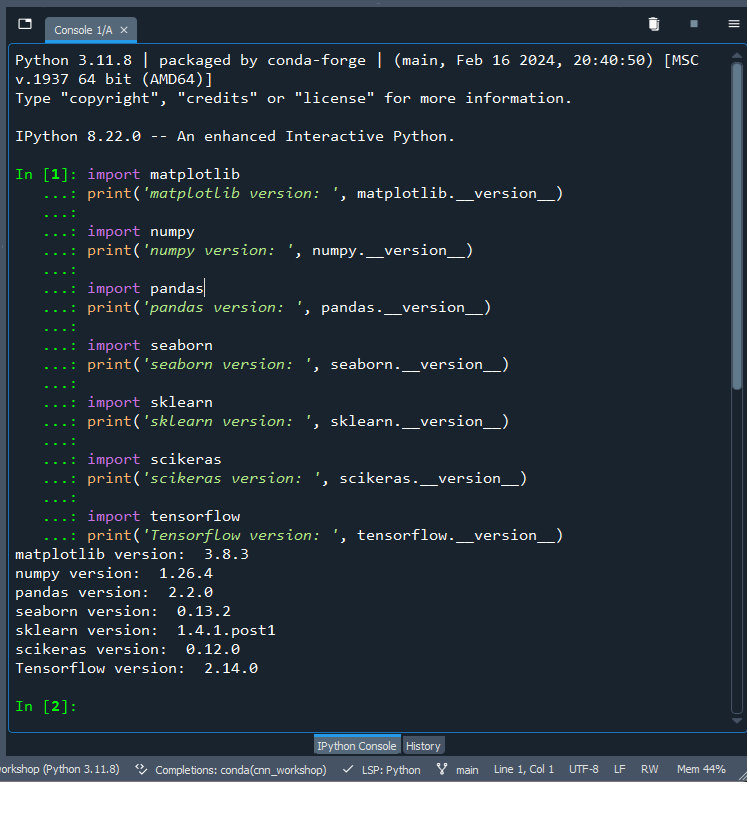 Console 1/A
Python 3.11.8 | packaged by conda-forge | (main, Feb 16 2024, 20:40:50) [MSC
v.1937 64 bit (AMD64)]
Type "copyright", "credits" or "license" for more information.
IPython 8.22.0 -- An enhanced Interactive Python.
In [1]: import matplotlib
...: print('matplotlib version: ', matplotlib.__version__)
...:
...: import numpy
...: print('numpy version: ', numpy.__version__)
...:
...: import pandas
...: print('pandas version: ', pandas.__version__)
...:
...: import seaborn
...: print('seaborn version: ', seaborn.__version__)
...:
...: import sklearn
...: print('sklearn version: ', sklearn.__version__)
...:
...: import scikeras
...: print('scikeras version: ', scikeras.__version__)
...:
...: import tensorflow
...: print('Tensorflow version: ', tensorflow.__version__)
matplotlib version:  3.8.3
numpy version:  1.26.4
pandas version:  2.2.0
seaborn version:  0.13.2
sklearn version:  1.4.1.post1
scikeras version:  0.12.0
Tensorflow version:  2.14.0
In [2]:
IPython Console History
orkshop (Python 3.11.8) Completions: conda(cnn_workshop) LSP: Python main Line 1, Col 1 UTF-8 LF RW Mem 44%